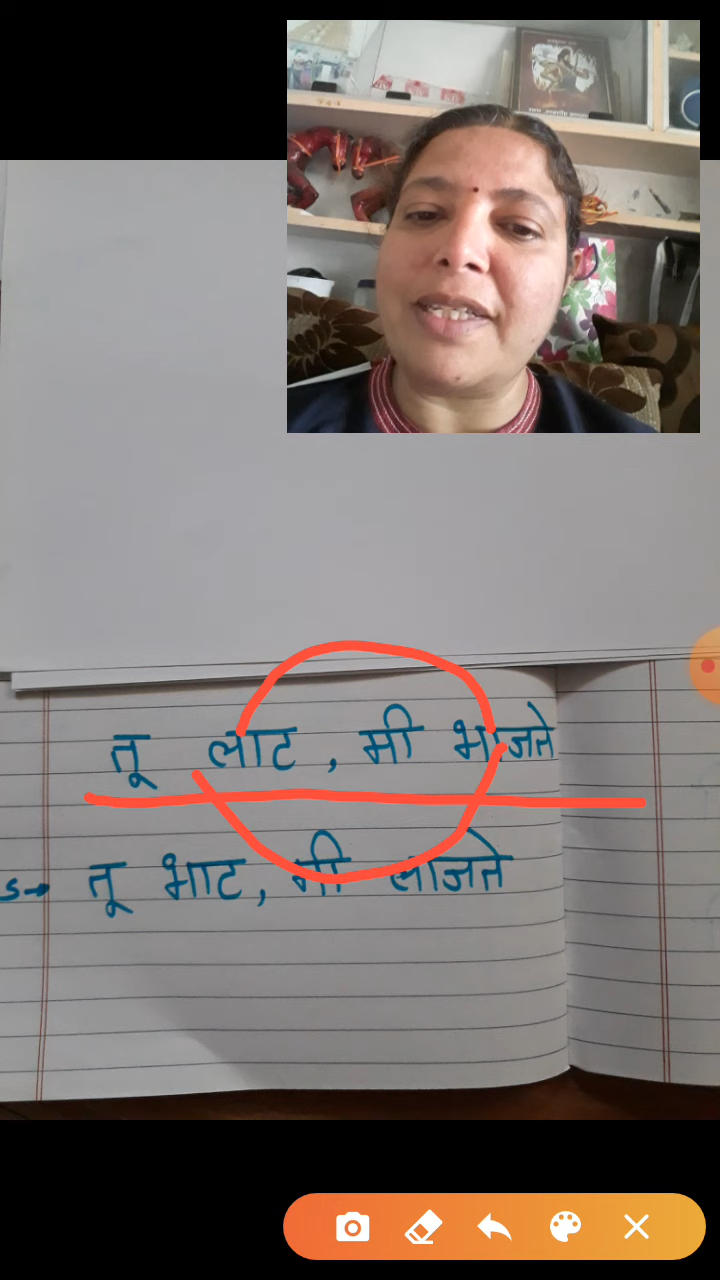 तू लाट , मी भाजते
S→ तू भाट, मी लाजते